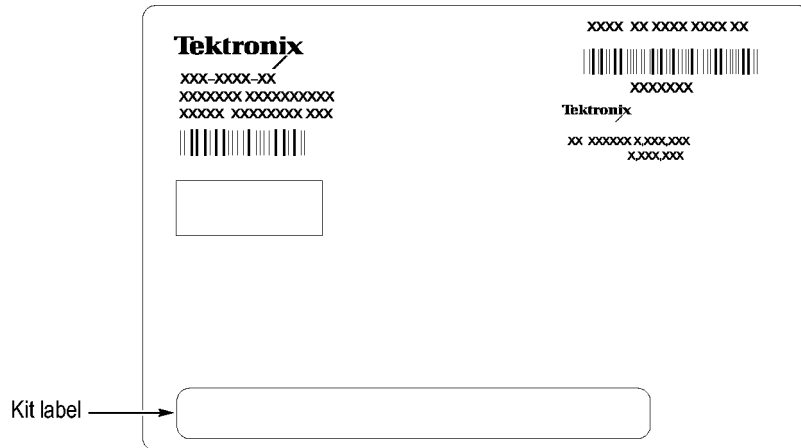 Tektronix
XXX–XXXX–XX
XXXXXXX XXXXXXXXXX
XXXXX XXXXXXXX XXX
XXXX XX XXXX XXXX XX
XXXXXXX
Tektronix
XX XXXXXX X,XXX,XXX
X,XXX,XXX
Kit label